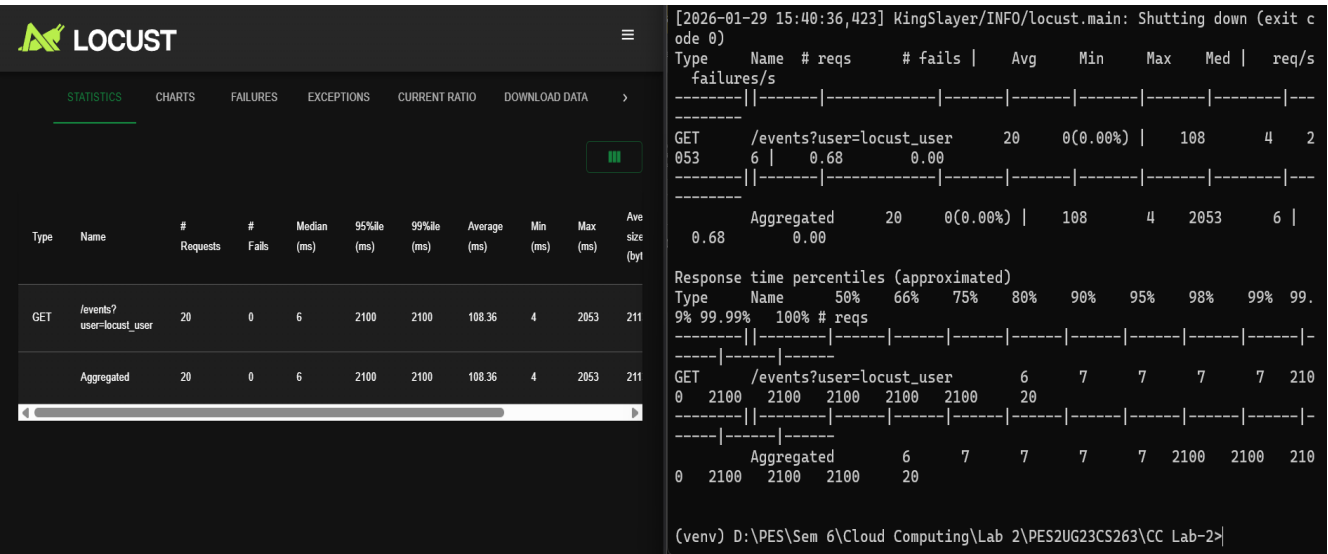 LOCUST
STATISTICS CHARTS FAILURES EXCEPTIONS CURRENT RATIO DOWNLOAD DATA
Type Name # Requests # Fails Median (ms) 95%ile (ms) 99%ile (ms) Average (ms) Min (ms) Max (ms) Ave size (byt
GET /events? user=locust_user 20 0 6 2100 2100 108.36 4 2053 211
Aggregated 20 0 6 2100 2100 108.36 4 2053 211
[2026-01-29 15:40:36,423] KingSlayer/INFO/locust.main: Shutting down (exit c
ode 0)
Type Name # reqs # fails | Avg Min Max Med | req/s
failures/s
--------||-------|-------------|-------|-------|-------|-------|--------|---
--------
GET /events?user=locust_user 20 0(0.00%) | 108 4 2
053 6 | 0.68 0.00
--------||-------|-------------|-------|-------|-------|-------|--------|---
--------
Aggregated 20 0(0.00%) | 108 4 2053 6 |
0.68 0.00
Response time percentiles (approximated)
Type Name 50% 66% 75% 80% 90% 95% 98% 99% 99.
9% 99.99% 100% # reqs
--------||--------|------|------|------|------|------|------|------|------|-
-----|------|------
GET /events?user=locust_user 6 7 7 7 7 210
0 2100 2100 2100 2100 2100 20
--------||--------|------|------|------|------|------|------|------|------|-
-----|------|------
Aggregated 6 7 7 7 7 2100 2100 210
0 2100 2100 2100 20
(venv) D:\PES\Sem 6\Cloud Computing\Lab 2\PES2UG23CS263\CC Lab-2>